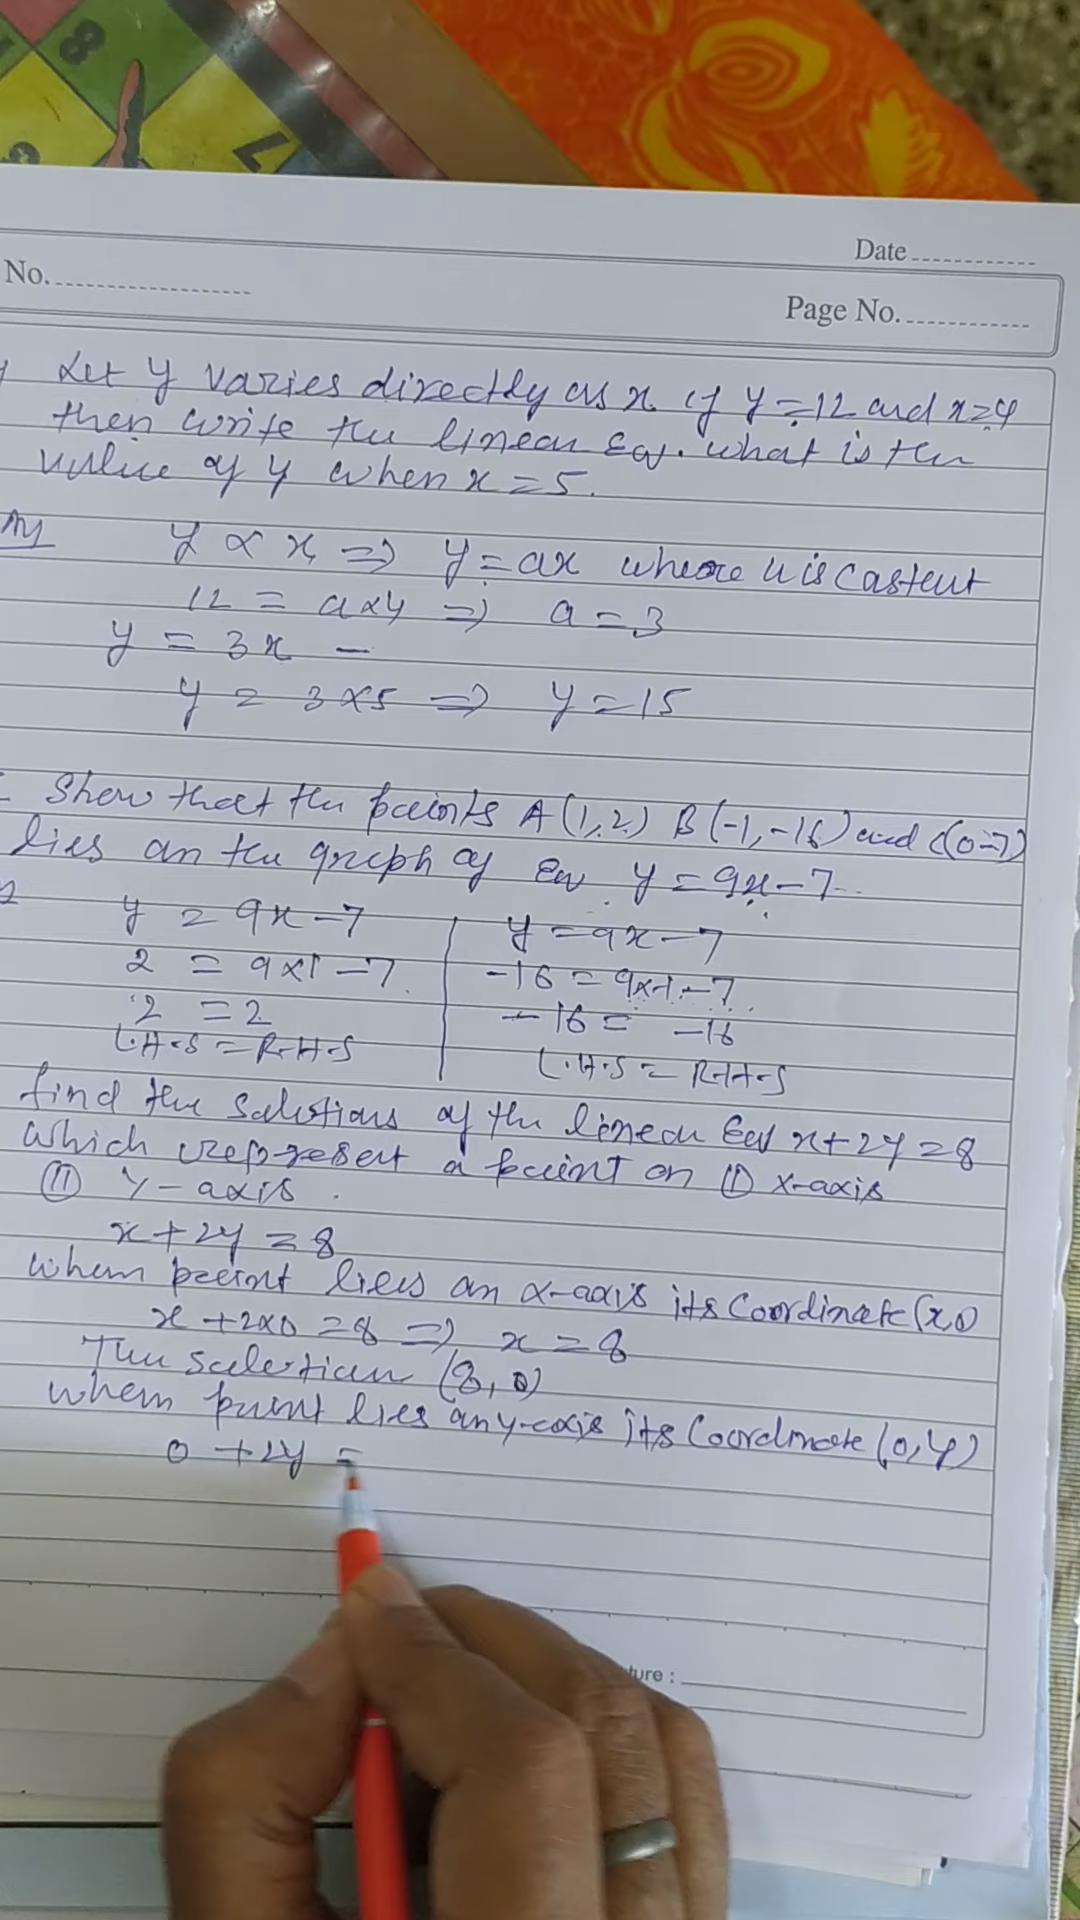 8
7
Date
No.
Page No.
Let y varies directly as x. if y = 12 and x = 4
then write the linear Eq. what is the
value of y when x = 5.
y ∝ x ⇒ y = ax where a is Castent
12 = a×4 ⇒ a = 3
y = 3x -
y = 3×5 ⇒ y = 15
Show that the points A(1,2) B(-1,-16) and C(0-7)
lies on the graph of Eq y = 9x-7
y = 9x-7
2 = 9×1-7
2 = 2
L.H.S = R.H.S
y = 9x-7
-16 = 9×-1-7
-16 = -16
L.H.S = R.H.S
find the solutions of the linear Eq x+2y=8
which represent a point on (I) x-axis
(II) Y-axis.
x+2y = 8
when point lies on x-axis its Coordinate (x,0
x+2×0 = 8 ⇒ x = 8
The solution (8,0)
when point lies on y-axis its Coordinate (0,y)
0 + 2y =
ture :